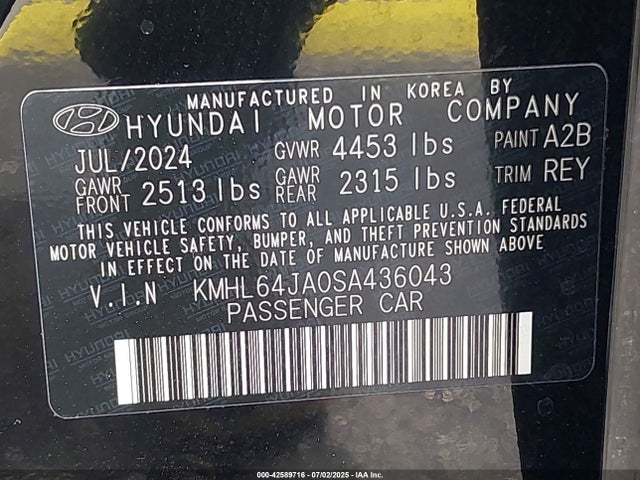 MANUFACTURED IN KOREA BY
HYUNDAI MOTOR COMPANY
JUL/2024 GVWR 4453 lbs PAINT A2B
GAWR FRONT 2513 lbs GAWR REAR 2315 lbs TRIM REY
THIS VEHICLE CONFORMS TO ALL APPLICABLE U.S.A. FEDERAL
MOTOR VEHICLE SAFETY, BUMPER, AND THEFT PREVENTION STANDARDS
IN EFFECT ON THE DATE OF MANUFACTURE SHOWN ABOVE
V.I.N KMHL64JA0SA436043
PASSENGER CAR
000-42589716 - 07/02/2025 - IAA Inc.